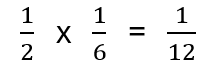 1/2 x 1/6 = 1/12